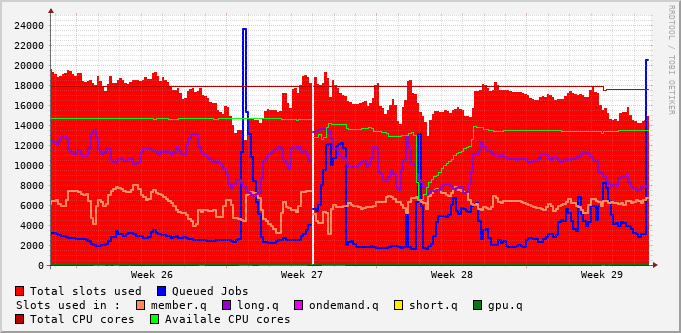 RRDTOOL / TOBI OETIKER
24000
22000
20000
18000
16000
14000
12000
10000
8000
6000
4000
2000
0
Week 26 Week 27 Week 28 Week 29
Total slots used Queued Jobs
Slots used in : member.q long.q ondemand.q short.q gpu.q
Total CPU cores Availale CPU cores